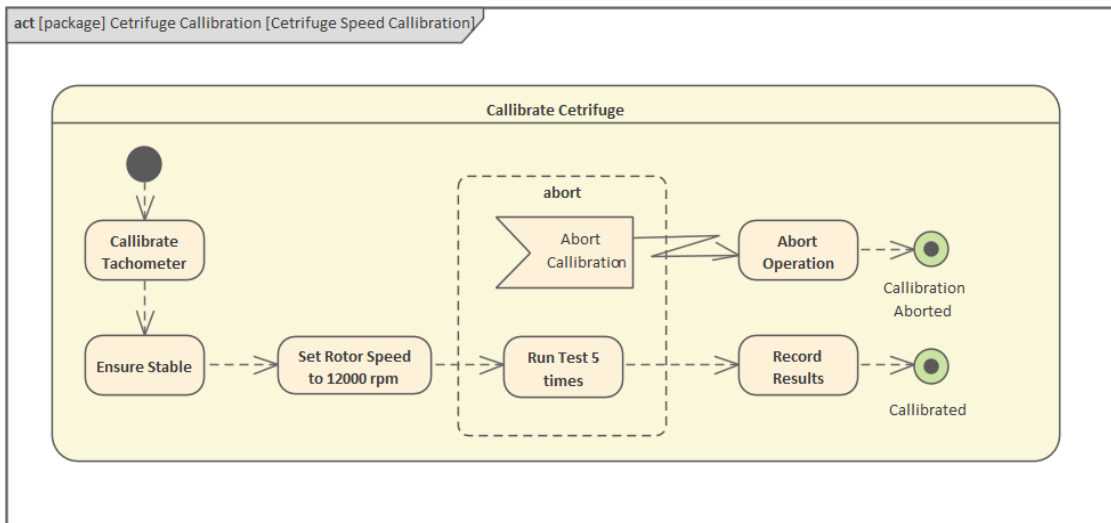 act [package] Cetrifuge Callibration [Cetrifuge Speed Callibration]
Callibrate Cetrifuge
abort
Callibrate
Tachometer
Abort
Callibration
Abort
Operation
Callibration
Aborted
Ensure Stable
Set Rotor Speed
to 12000 rpm
Run Test 5
times
Record
Results
Callibrated